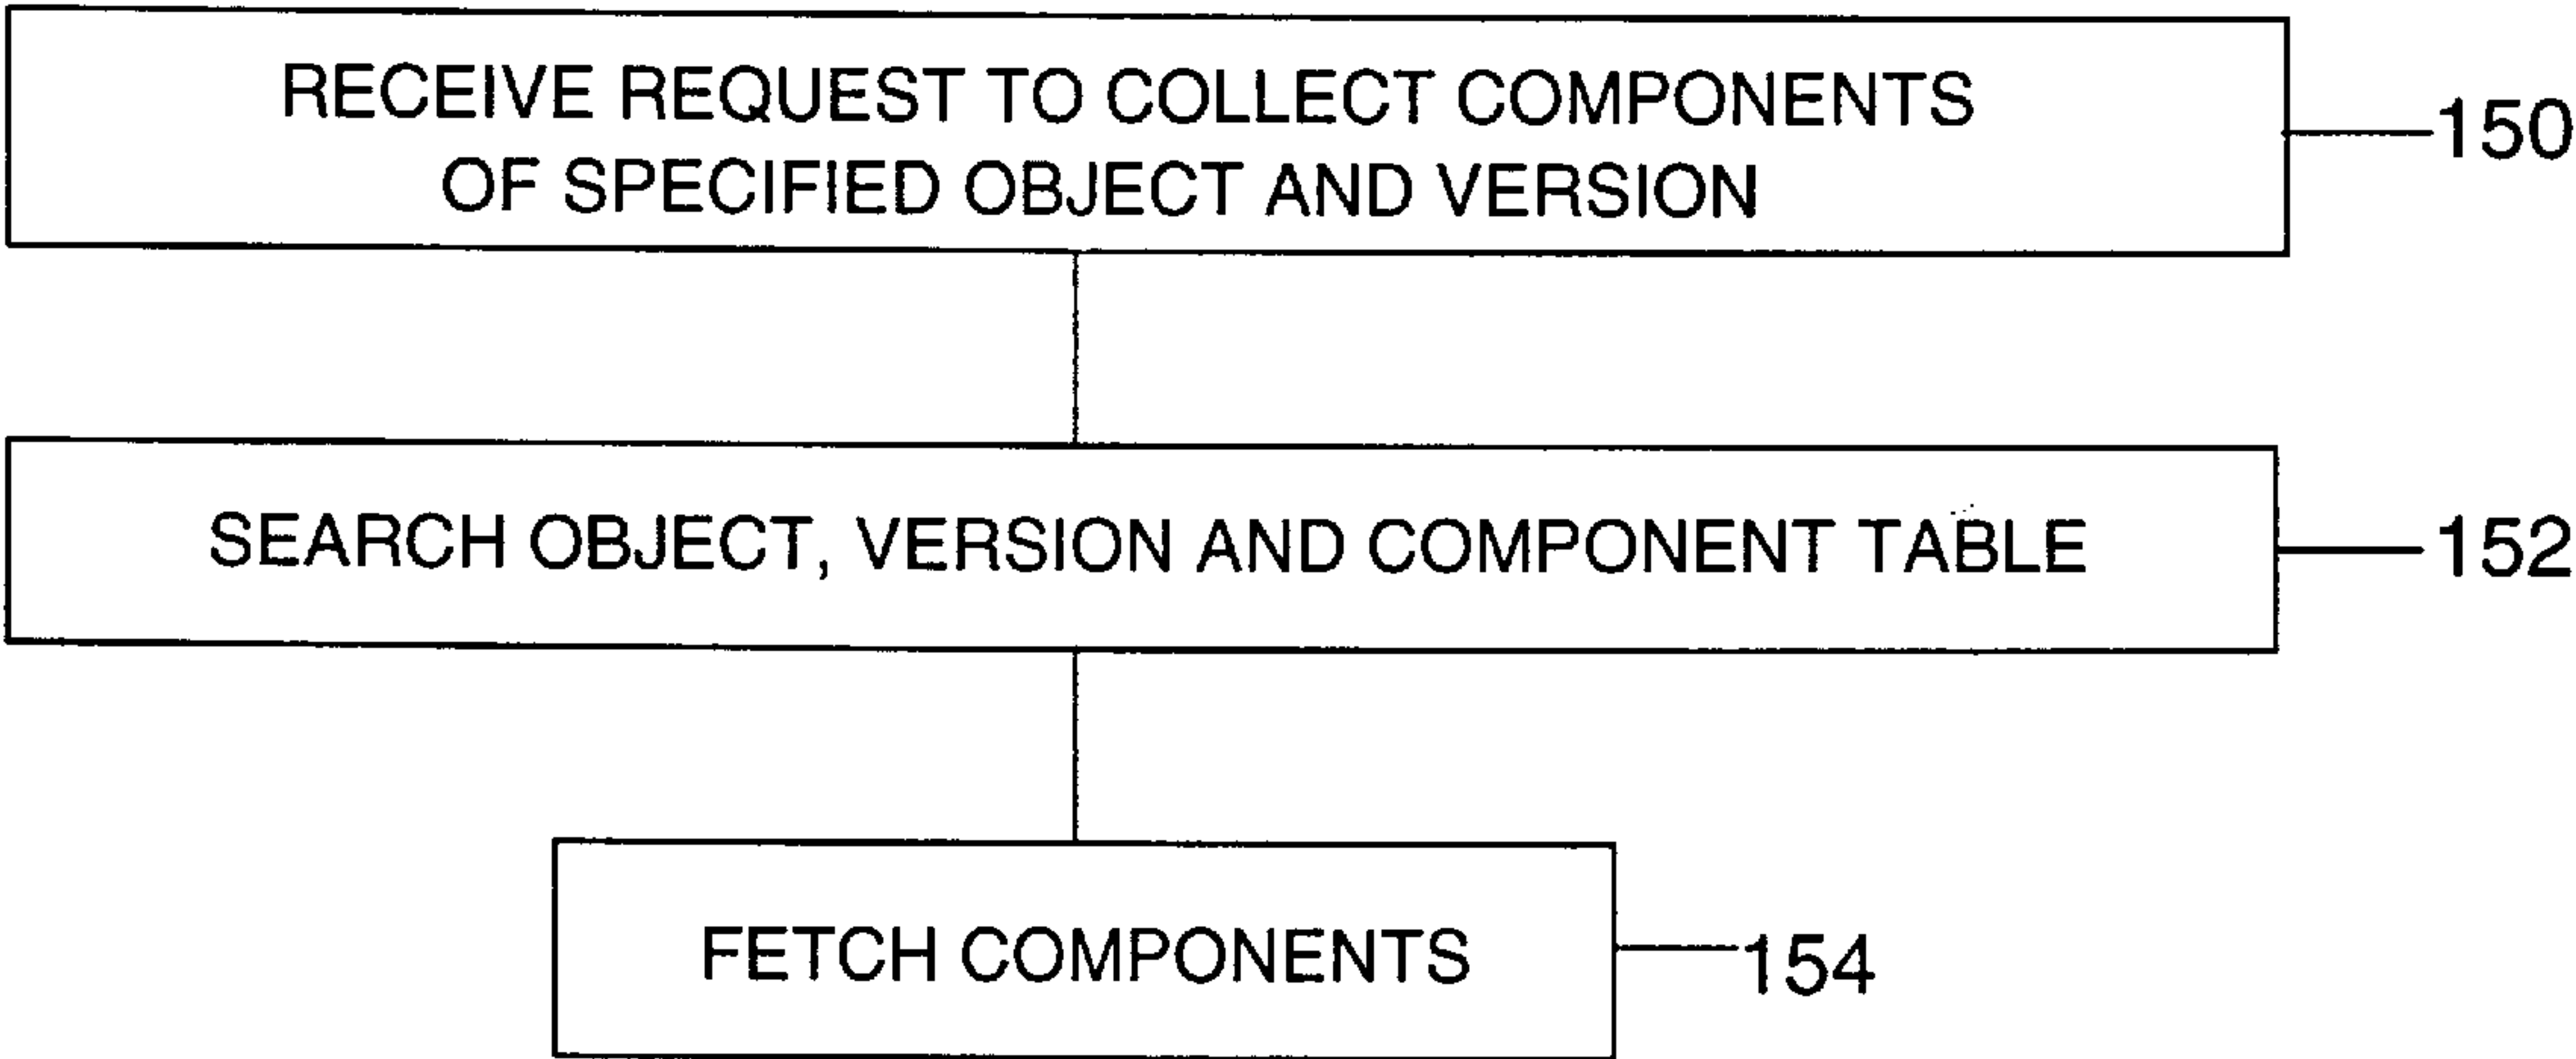 RECEIVE REQUEST TO COLLECT COMPONENTS
OF SPECIFIED OBJECT AND VERSION
150
SEARCH OBJECT, VERSION AND COMPONENT TABLE
152
FETCH COMPONENTS
154